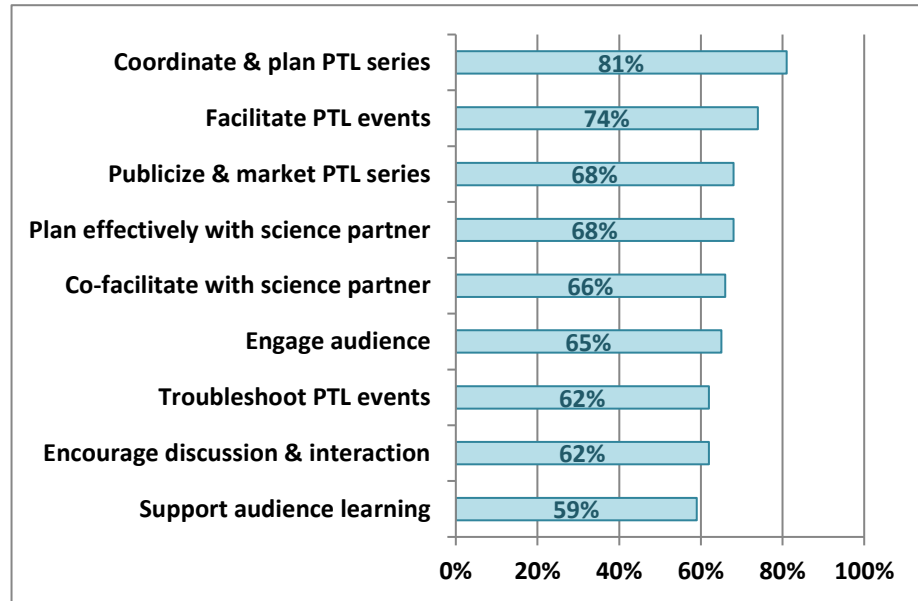 Coordinate & plan PTL series
81%
Facilitate PTL events
74%
Publicize & market PTL series
68%
Plan effectively with science partner
68%
Co-facilitate with science partner
66%
Engage audience
65%
Troubleshoot PTL events
62%
Encourage discussion & interaction
62%
Support audience learning
59%
0% 20% 40% 60% 80% 100%